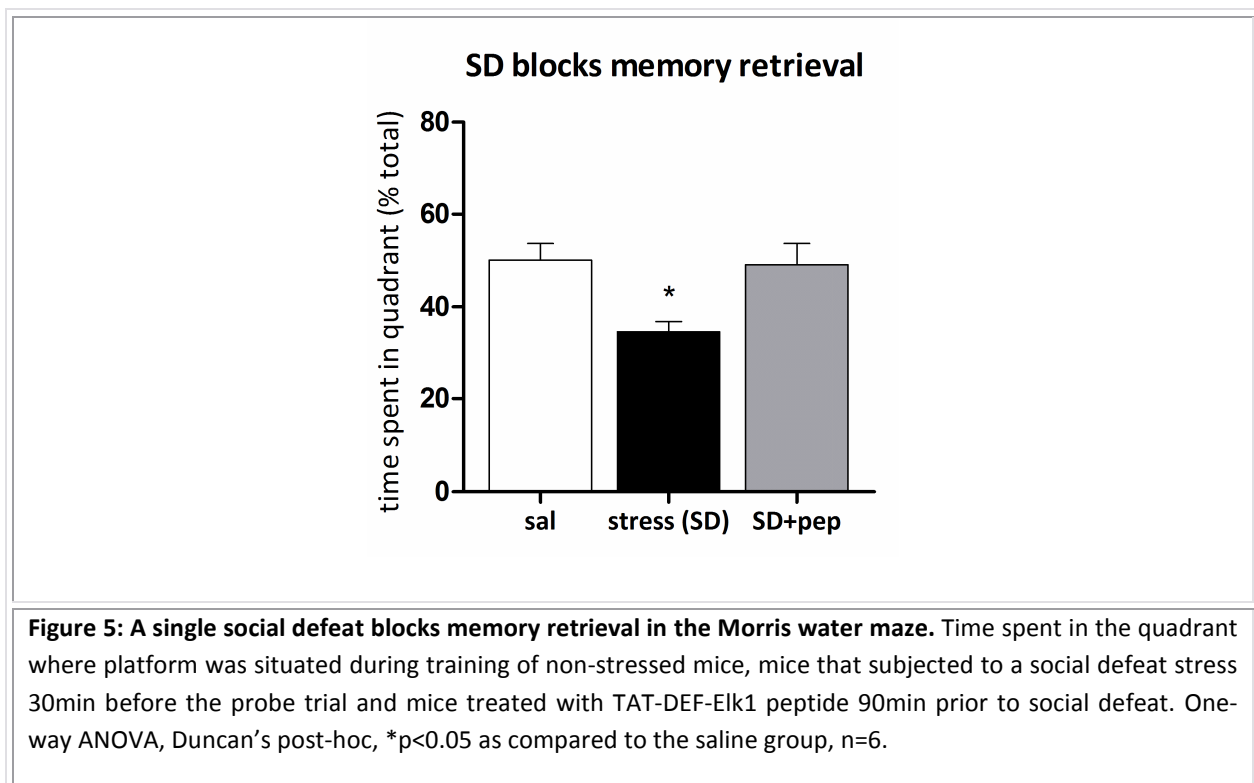 SD blocks memory retrieval
time spent in quadrant (% total)
80
60
40
20
0
*
sal stress (SD) SD+pep
Figure 5: A single social defeat blocks memory retrieval in the Morris water maze. Time spent in the quadrant
where platform was situated during training of non-stressed mice, mice that subjected to a social defeat stress
30min before the probe trial and mice treated with TAT-DEF-Elk1 peptide 90min prior to social defeat. One-
way ANOVA, Duncan's post-hoc, *p<0.05 as compared to the saline group, n=6.